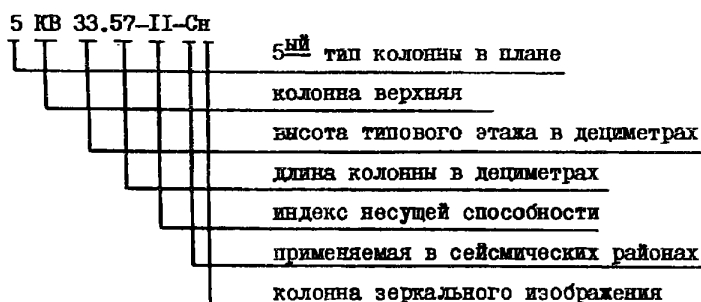 5 КВ 33.57-II-Сн
5ый тип колонны в плане
колонна верхняя
высота типового этажа в дециметрах
длина колонны в дециметрах
индекс несущей способности
применяемая в сейсмических районах
колонна зеркального изображения